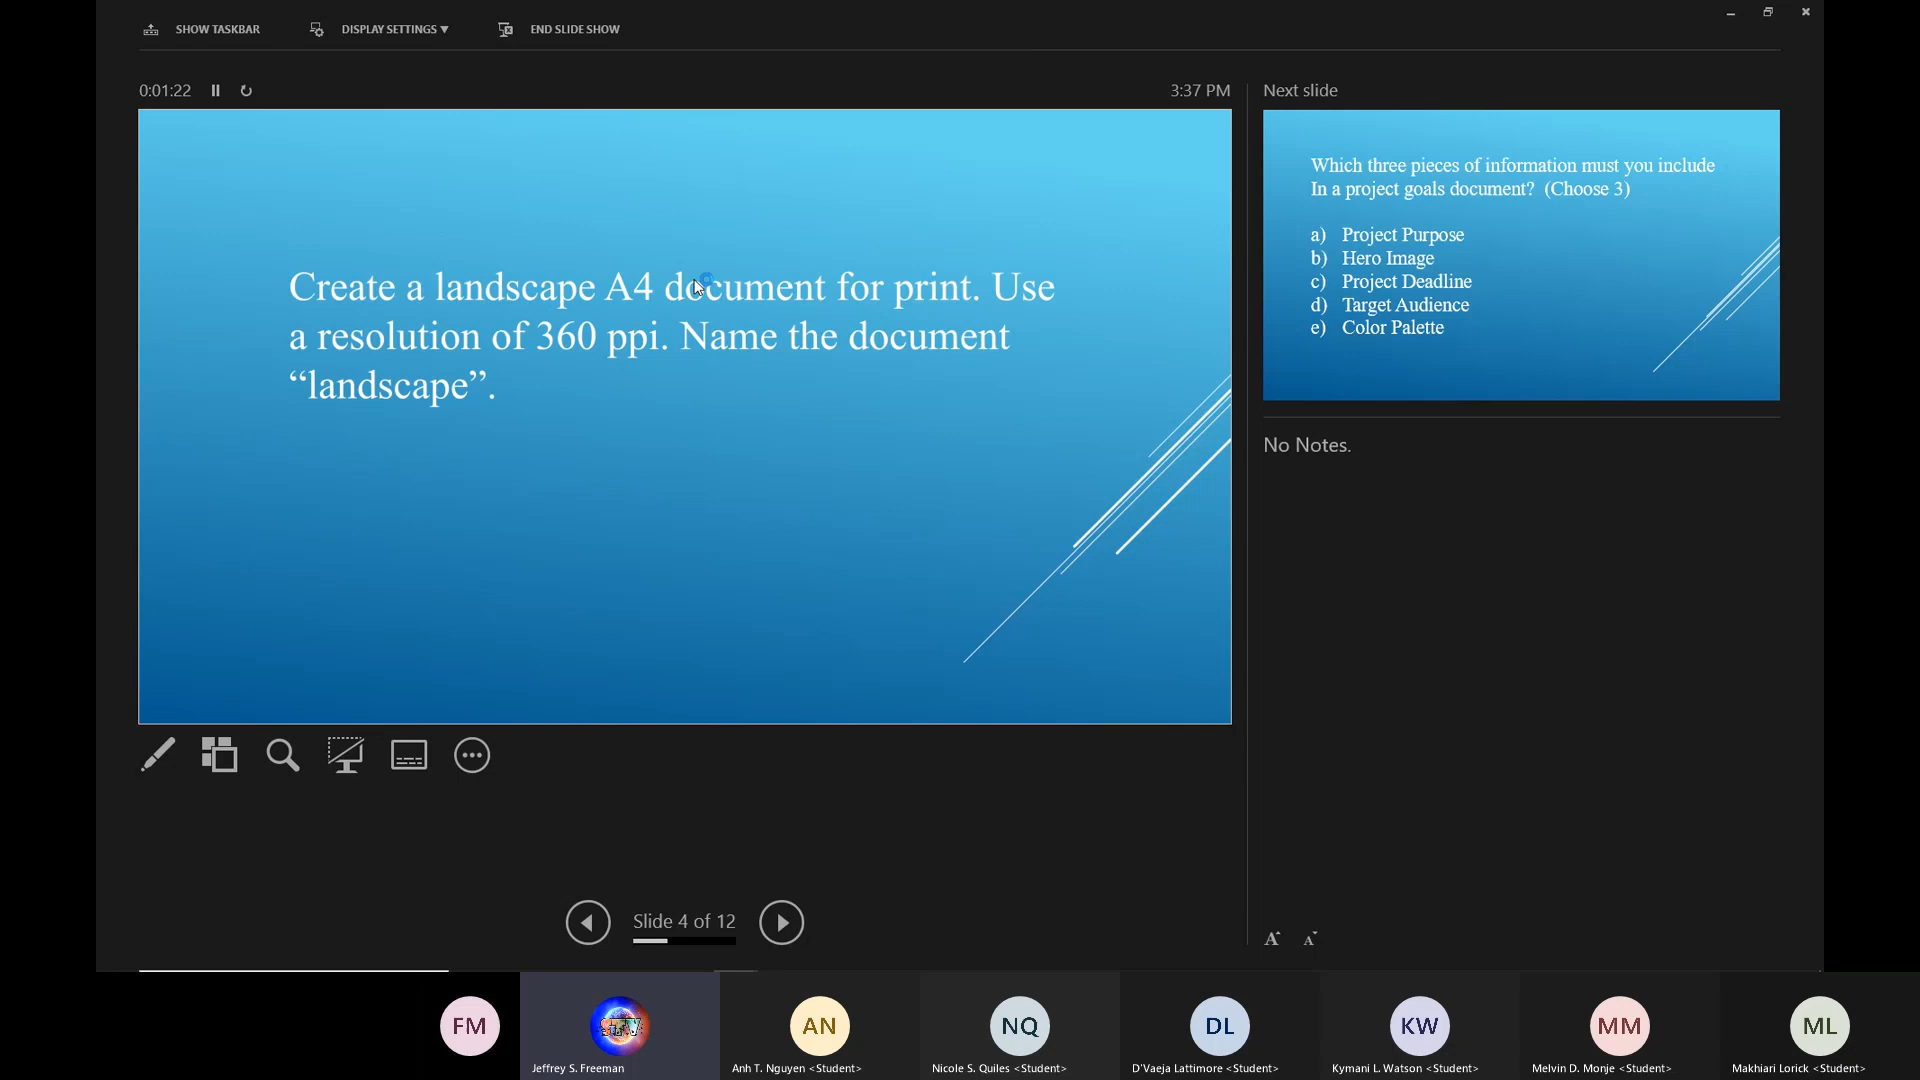 SHOW TASKBAR
DISPLAY SETTINGS
END SLIDE SHOW
0:01:22
3:37 PM
Create a landscape A4 document for print. Use
a resolution of 360 ppi. Name the document
“landscape”.
Next slide
Which three pieces of information must you include
In a project goals document? (Choose 3)
a) Project Purpose
b) Hero Image
c) Project Deadline
d) Target Audience
e) Color Palette
No Notes.
Slide 4 of 12
A A
FM
STV
AN
NQ
DL
KW
MM
ML
Jeffrey S. Freeman
Anh T. Nguyen <Student>
Nicole S. Quiles <Student>
D'Vaeja Lattimore <Student>
Kymani L. Watson <Student>
Melvin D. Monje <Student>
Makhiari Lorick <Student>